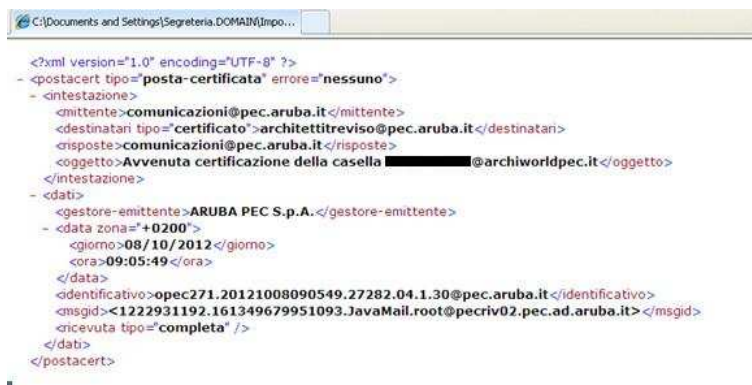 C:\Documents and Settings\Segreteria.DOMAIN\Impo...
<?xml version="1.0" encoding="UTF-8" ?>
- <postacert tipo="posta-certificata" errore="nessuno">
- <intestazione>
<mittente>comunicazioni@pec.aruba.it</mittente>
<destinatari tipo="certificato">architettitreviso@pec.aruba.it</destinatari>
<risposte>comunicazioni@pec.aruba.it</risposte>
<oggetto>Avvenuta certificazione della casella @archiworldpec.it</oggetto>
</intestazione>
- <dati>
<gestore-emittente>ARUBA PEC S.p.A.</gestore-emittente>
- <data zona="+0200">
<giorno>08/10/2012</giorno>
<ora>09:05:49</ora>
</data>
<identificativo>opec271.20121008090549.27282.04.1.30@pec.aruba.it</identificativo>
<msgid><1222931192.161349679951093.JavaMail.root@pecriv02.pec.ad.aruba.it></msgid>
<ricevuta tipo="completa" />
</dati>
</postacert>